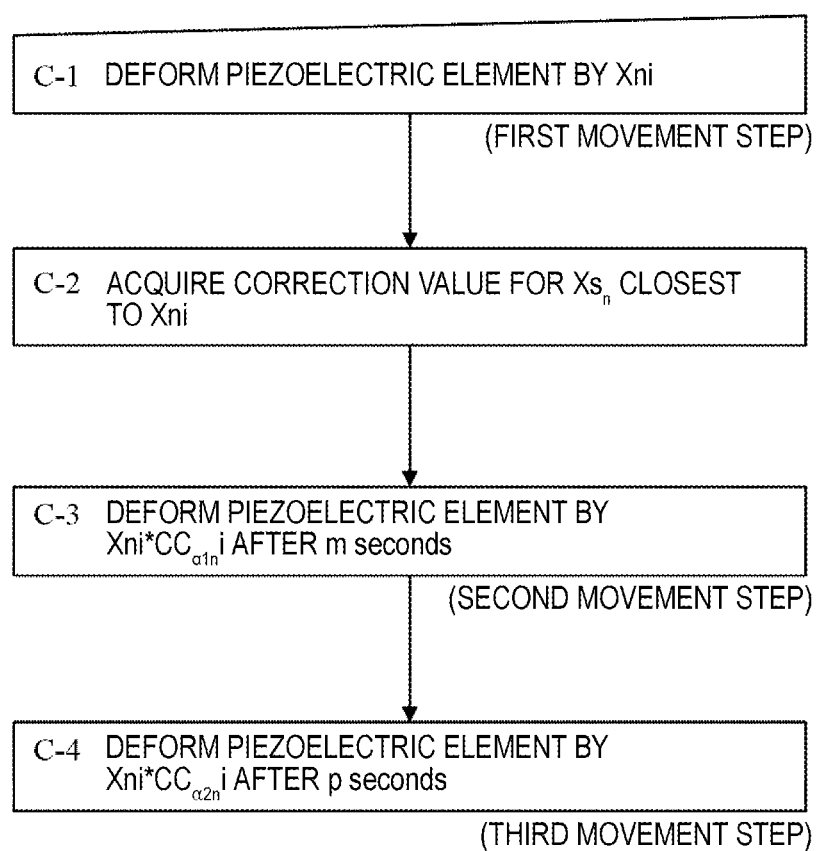 C-1 DEFORM PIEZOELECTRIC ELEMENT BY Xni
(FIRST MOVEMENT STEP)
C-2 ACQUIRE CORRECTION VALUE FOR Xsₙ CLOSEST
TO Xni
C-3 DEFORM PIEZOELECTRIC ELEMENT BY
Xni*CC_α1n i AFTER m seconds
(SECOND MOVEMENT STEP)
C-4 DEFORM PIEZOELECTRIC ELEMENT BY
Xni*CC_α2n i AFTER p seconds
(THIRD MOVEMENT STEP)